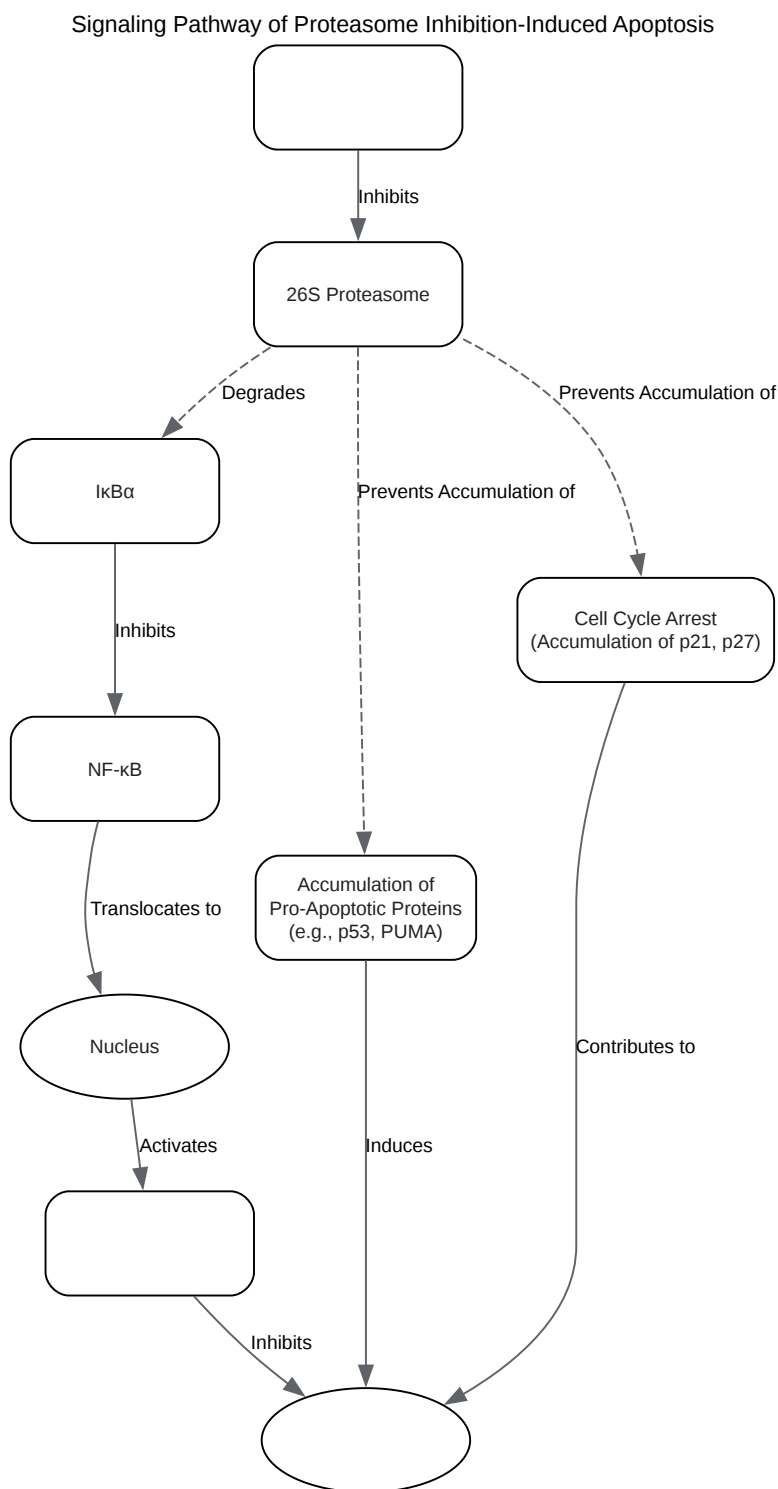 Signaling Pathway of Proteasome Inhibition-Induced Apoptosis
Inhibits
26S Proteasome
Degrades
Prevents Accumulation of
IκBα
Prevents Accumulation of
Cell Cycle Arrest
(Accumulation of p21, p27)
Inhibits
NF-κB
Accumulation of
Pro-Apoptotic Proteins
(e.g., p53, PUMA)
Translocates to
Nucleus
Contributes to
Activates
Induces
Inhibits